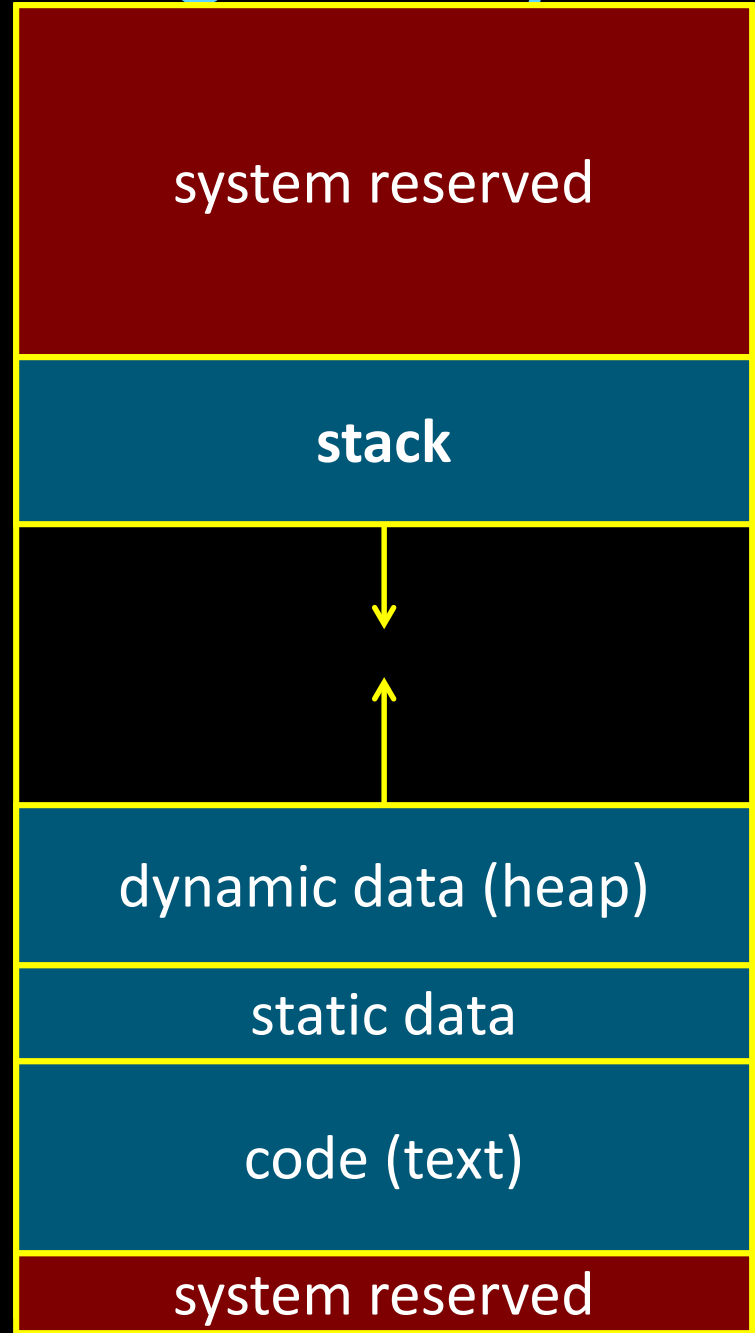 system reserved
stack
dynamic data (heap)
static data
code (text)
system reserved